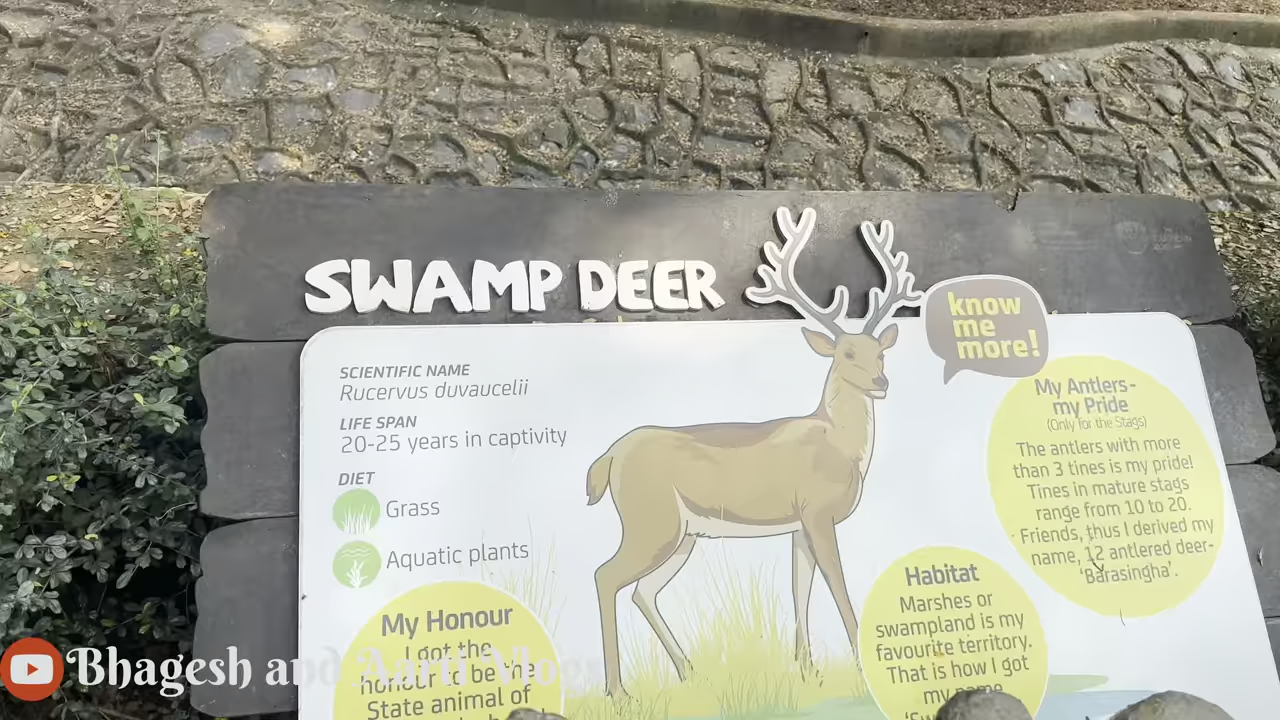 SWAMP DEER
know
me
more!
SCIENTIFIC NAME
Rucervus duvaucelii
LIFE SPAN
20-25 years in captivity
DIET
Grass
Aquatic plants
My Antlers-
my Pride
(Only for the Stags)
The antlers with more
than 3 tines is my pride!
Tines in mature stags
range from 10 to 20.
Friends, thus I derived my
name, 12 antlered deer-
'Barasingha'.
Habitat
Marshes or
swampland is my
favourite territory.
That is how I got
my name
My Honour
I got the
honour to be the
State animal of
Bhagesh and Aarti Vlogs